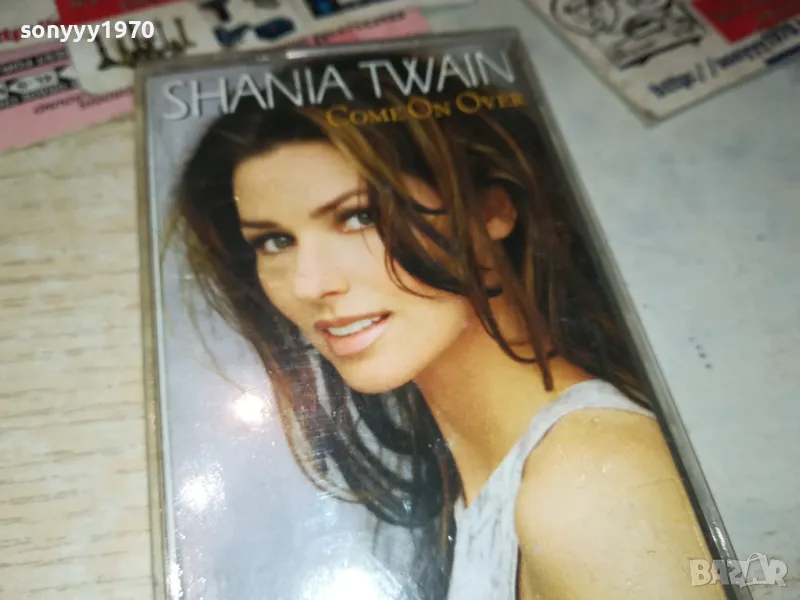 sonyyy1970
SHANIA TWAIN
COME ON OVER
BAZAR